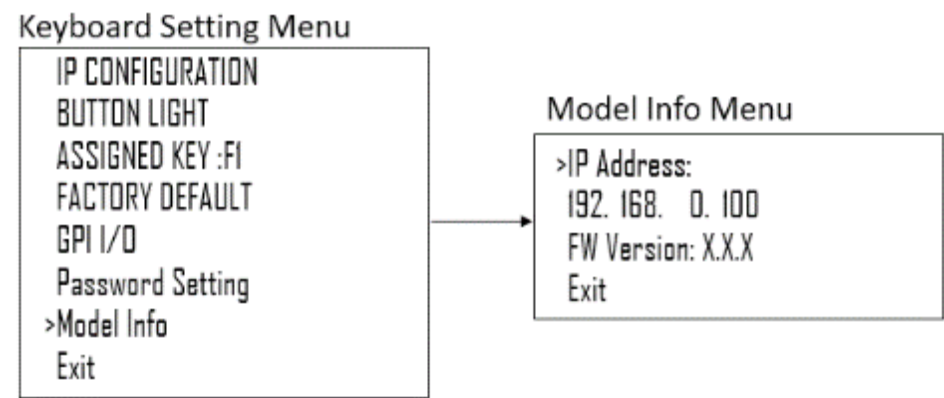 Keyboard Setting Menu
IP CONFIGURATION
BUTTON LIGHT
ASSIGNED KEY :F1
FACTORY DEFAULT
GPI I/O
Password Setting
>Model Info
Exit
Model Info Menu
>IP Address:
192. 168. 0. 100
FW Version: X.X.X
Exit